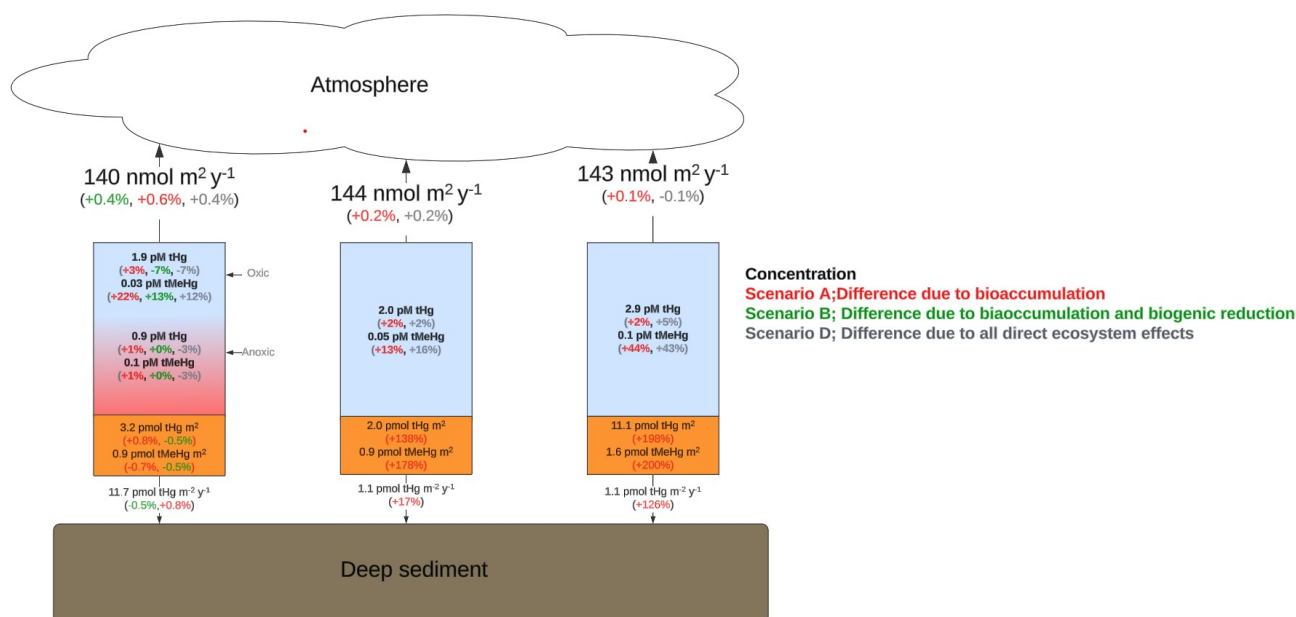 Atmosphere
140 nmol m² y⁻¹
(+0.4%, +0.6%, +0.4%)
144 nmol m² y⁻¹
(+0.2%, +0.2%)
143 nmol m² y⁻¹
(+0.1%, -0.1%)
1.9 pM tHg
(+3%, -7%, -7%)
0.03 pM tMeHg
(+22%, +13%, +12%)
Oxic
0.9 pM tHg
(+1%, +0%, -3%)
0.1 pM tMeHg
(+1%, +0%, -3%)
Anoxic
3.2 pmol tHg m²
(+0.8%, -0.5%)
0.9 pmol tMeHg m²
(-0.7%, -0.5%)
11.7 pmol tHg m⁻² y⁻¹
(-0.5%,+0.8%)
2.0 pM tHg
(+2%, +2%)
0.05 pM tMeHg
(+13%, +16%)
2.0 pmol tHg m²
(+138%)
0.9 pmol tMeHg m²
(+178%)
1.1 pmol tHg m⁻² y⁻¹
(+17%)
2.9 pM tHg
(+2%, +5%)
0.1 pM tMeHg
(+44%, +43%)
11.1 pmol tHg m²
(+198%)
1.6 pmol tMeHg m²
(+200%)
1.1 pmol tHg m⁻² y⁻¹
(+126%)
Concentration
Scenario A;Difference due to bioaccumulation
Scenario B; Difference due to biaoccumulation and biogenic reduction
Scenario D; Difference due to all direct ecosystem effects
Deep sediment